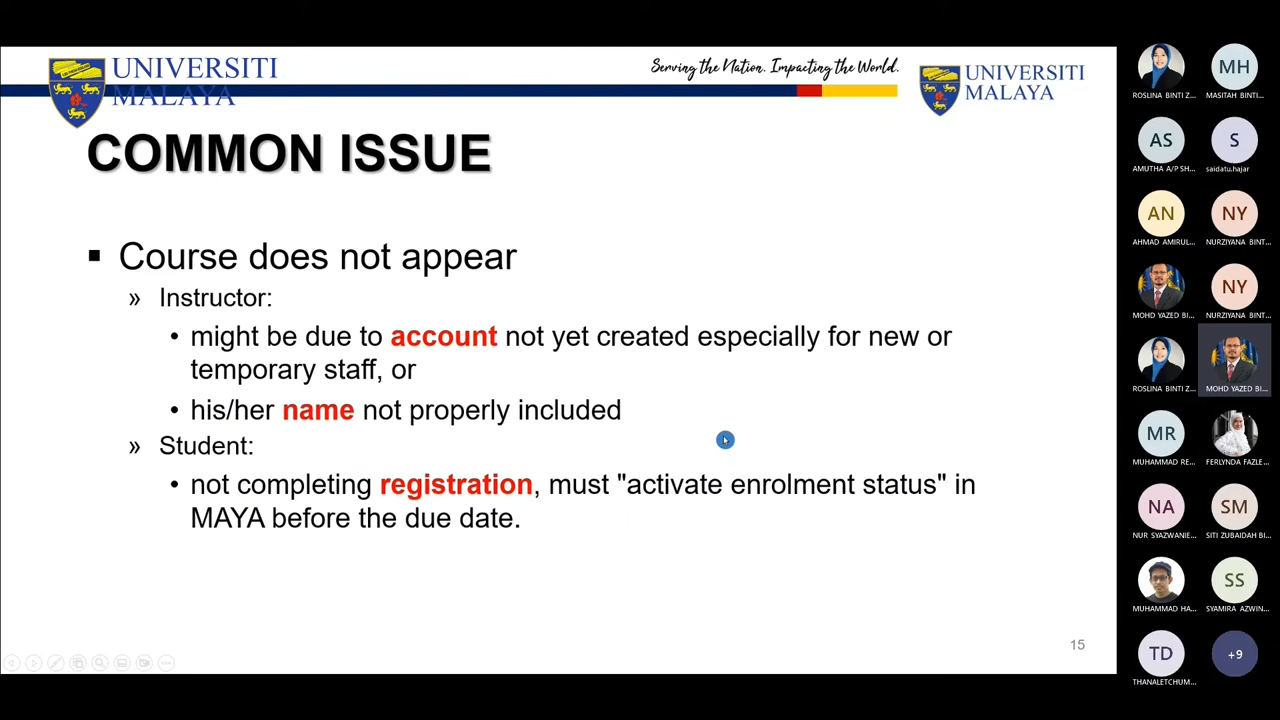 UNIVERSITI
MALAYA
Serving the Nation. Impacting the World.
UNIVERSITI
MALAYA
COMMON ISSUE
Course does not appear
» Instructor:
• might be due to account not yet created especially for new or
temporary staff, or
• his/her name not properly included
» Student:
• not completing registration, must "activate enrolment status" in
MAYA before the due date.
15
ROSLINA BINTI Z...
MH
MASITAH BINTI...
AS
AMUTHA A/P SH...
S
saidatu.hajar
AN
AHMAD AMIRUL...
NY
NURZIYANA BINT...
MOHD YAZED BI...
NY
NURZIYANA BINT...
ROSLINA BINTI Z...
MOHD YAZED BI...
MR
MUHAMMAD RE...
FERLYNDA FAZLE...
NA
NUR SYAZWANIE...
SM
SITI ZUBAIDAH BI...
MUHAMMAD HA...
SS
SYAMIRA AZWIN...
TD
THANALETCHUM...
+9